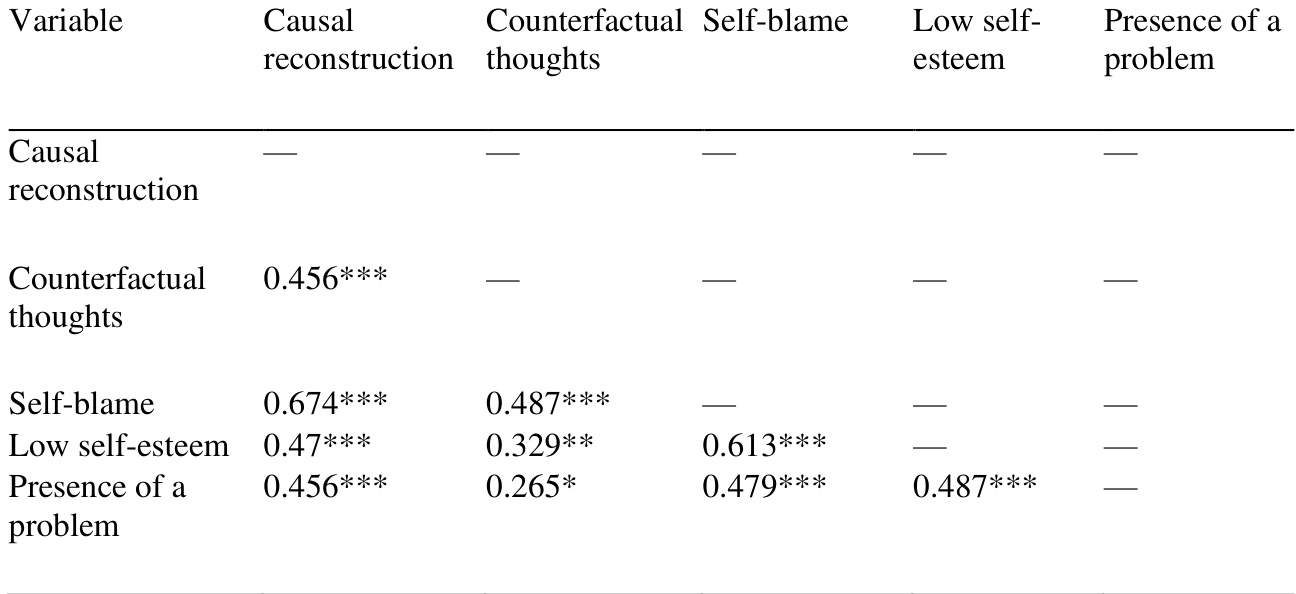 Variable Causal Counterfactual Self-blame Low self- Presence of a
reconstruction thoughts esteem problem
Causal — — — — —
reconstruction
Counterfactual 0.456*** — — — —
thoughts
Self-blame 0.674*** 0.487*** — — —
Low self-esteem 0.47*** 0.329** 0.613*** — —
Presence of a 0.456*** 0.265* 0.479*** 0.487*** —
problem